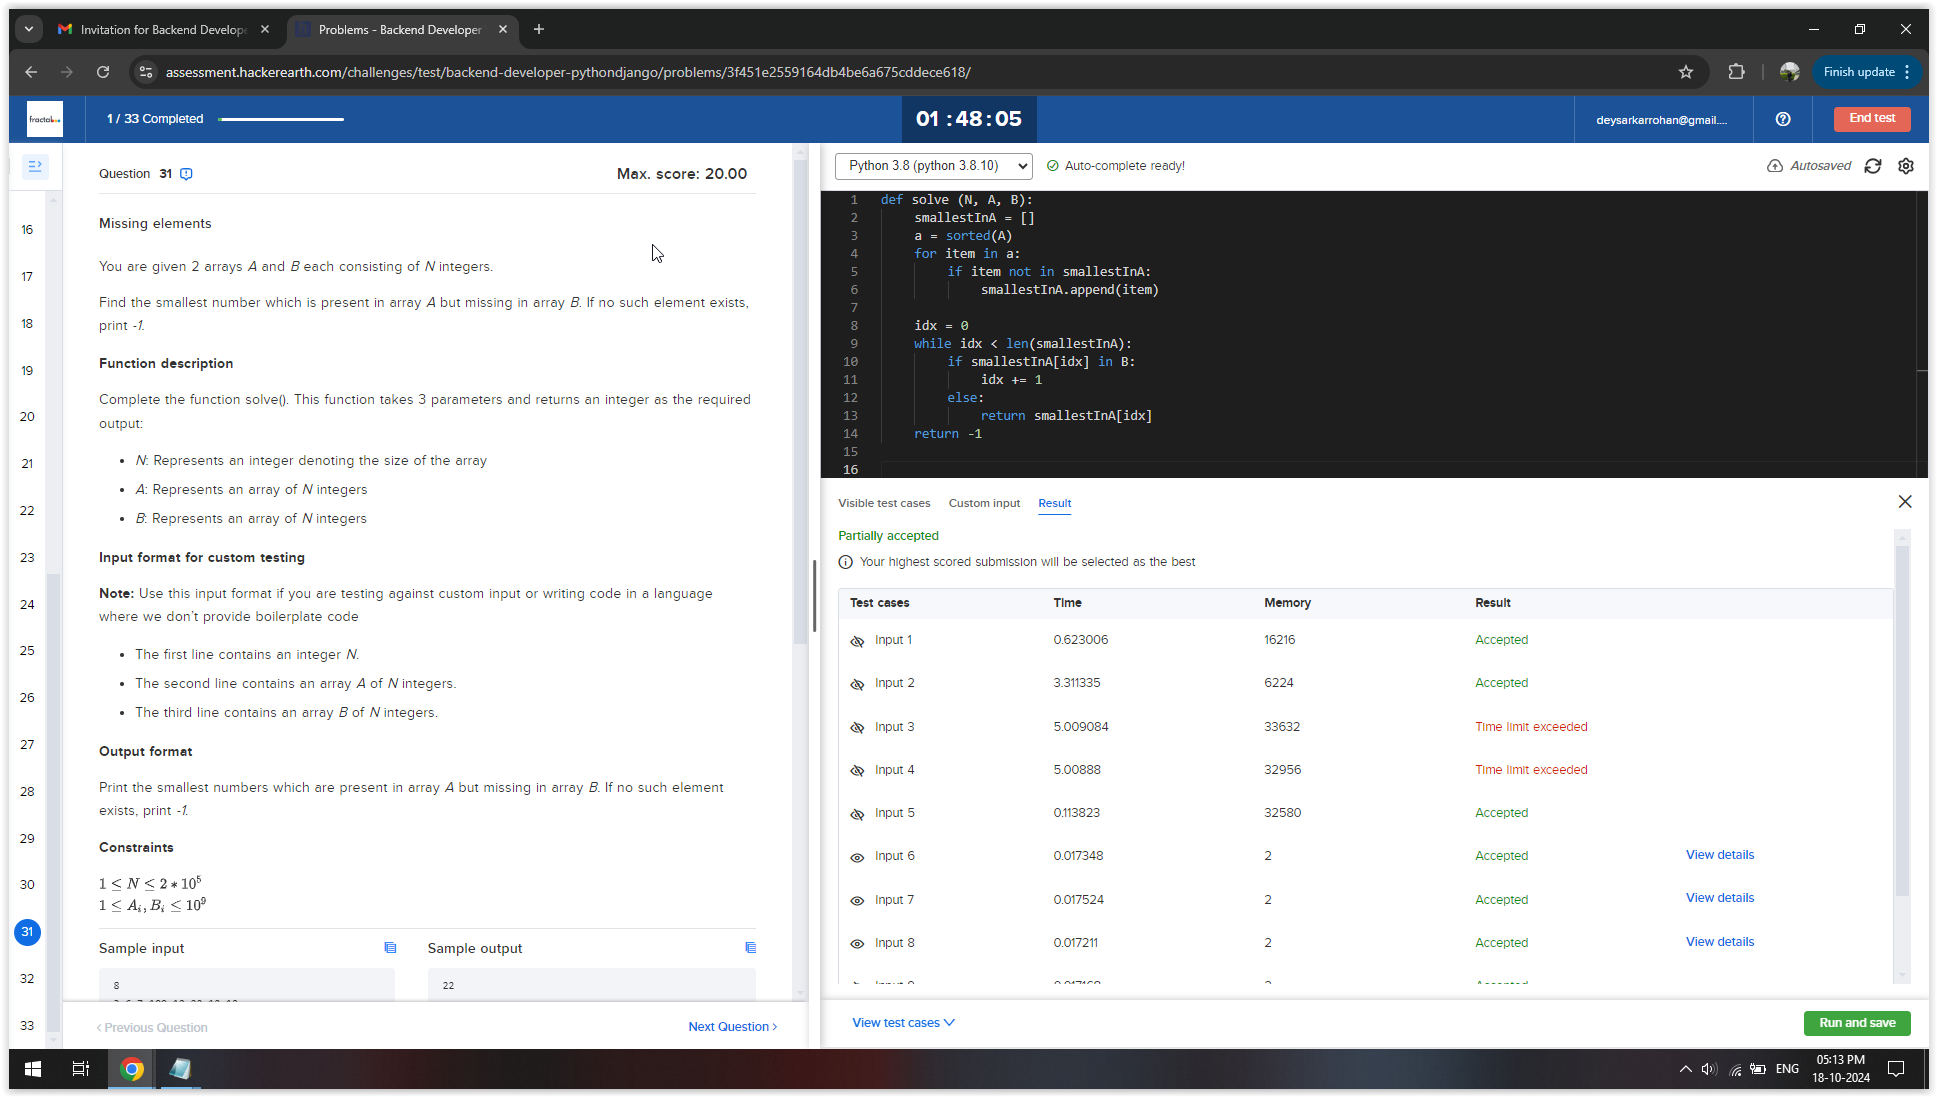 Invitation for Backend Develope
Problems - Backend Developer
assessment.hackerearth.com/challenges/test/backend-developer-pythondjango/problems/3f451e2559164db4be6a675cddece618/
Finish update
fractal
1 / 33 Completed
01 : 48 : 05
deysarkarrohan@gmail....
End test
16
17
18
19
20
21
22
23
24
25
26
27
28
29
30
31
32
33
Question 31
Max. score: 20.00
Missing elements
You are given 2 arrays A and B each consisting of N integers.
Find the smallest number which is present in array A but missing in array B. If no such element exists,
print -1.
Function description
Complete the function solve(). This function takes 3 parameters and returns an integer as the required
output:
• N: Represents an integer denoting the size of the array
• A: Represents an array of N integers
• B: Represents an array of N integers
Input format for custom testing
Note: Use this input format if you are testing against custom input or writing code in a language
where we don't provide boilerplate code
• The first line contains an integer N.
• The second line contains an array A of N integers.
• The third line contains an array B of N integers.
Output format
Print the smallest numbers which are present in array A but missing in array B. If no such element
exists, print -1.
Constraints
1 ≤ N ≤ 2 * 10⁵
1 ≤ Aᵢ, Bᵢ ≤ 10⁹
Sample input
8
Sample output
22
< Previous Question
Next Question >
Python 3.8 (python 3.8.10)
Auto-complete ready!
Autosaved
1 def solve (N, A, B):
2 smallestInA = []
3 a = sorted(A)
4 for item in a:
5 if item not in smallestInA:
6 smallestInA.append(item)
7
8 idx = 0
9 while idx < len(smallestInA):
10 if smallestInA[idx] in B:
11 idx += 1
12 else:
13 return smallestInA[idx]
14 return -1
15
16
Visible test cases Custom input Result
Partially accepted
Your highest scored submission will be selected as the best
Test cases Time Memory Result
Input 1 0.623006 16216 Accepted
Input 2 3.311335 6224 Accepted
Input 3 5.009084 33632 Time limit exceeded
Input 4 5.00888 32956 Time limit exceeded
Input 5 0.113823 32580 Accepted
Input 6 0.017348 2 Accepted View details
Input 7 0.017524 2 Accepted View details
Input 8 0.017211 2 Accepted View details
View test cases
Run and save
ENG
05:13 PM
18-10-2024